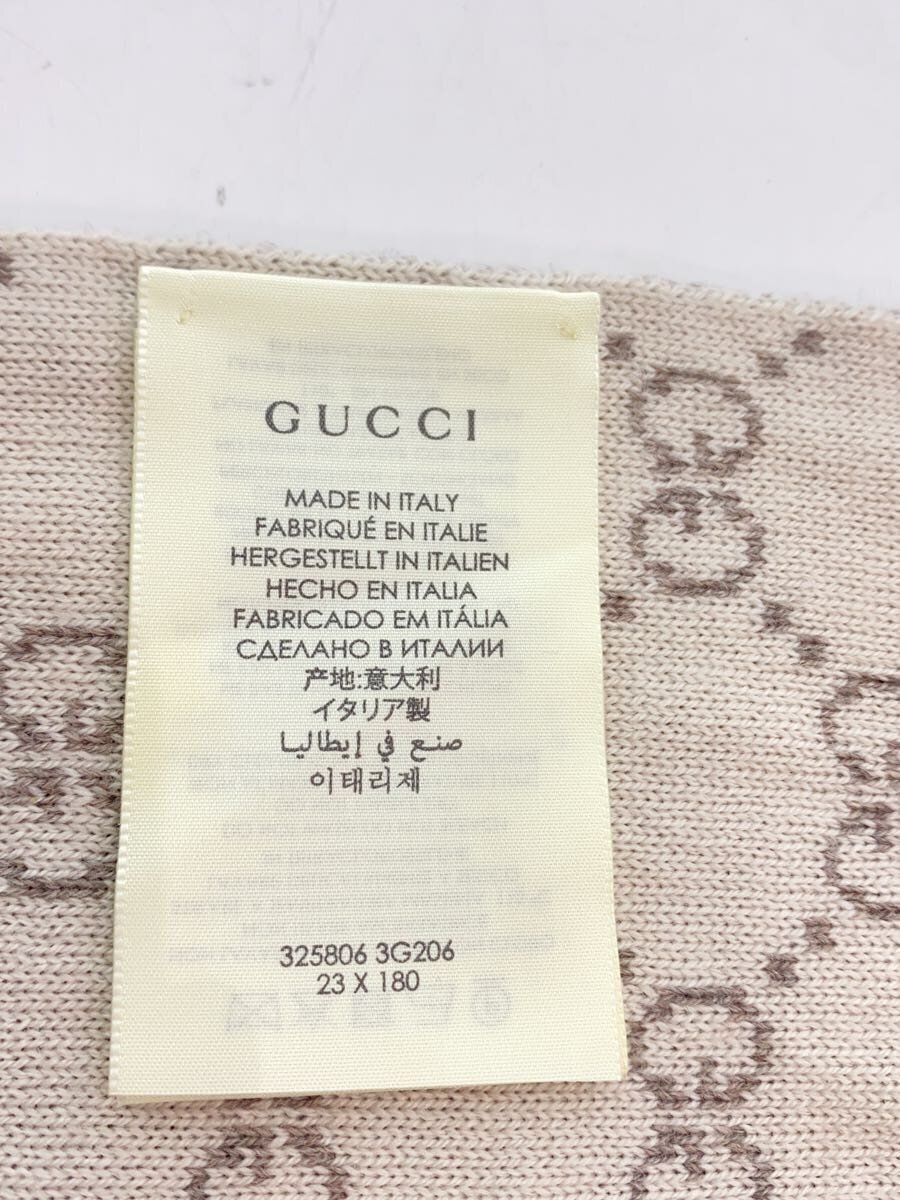 GUCCI
MADE IN ITALY
FABRIQUÉ EN ITALIE
HERGESTELLT IN ITALIEN
HECHO EN ITALIA
FABRICADO EM ITÁLIA
СДЕЛАНО В ИТАЛИИ
产地:意大利
イタリア製
صنع في إيطاليا
이태리제
325806 3G206
23 X 180